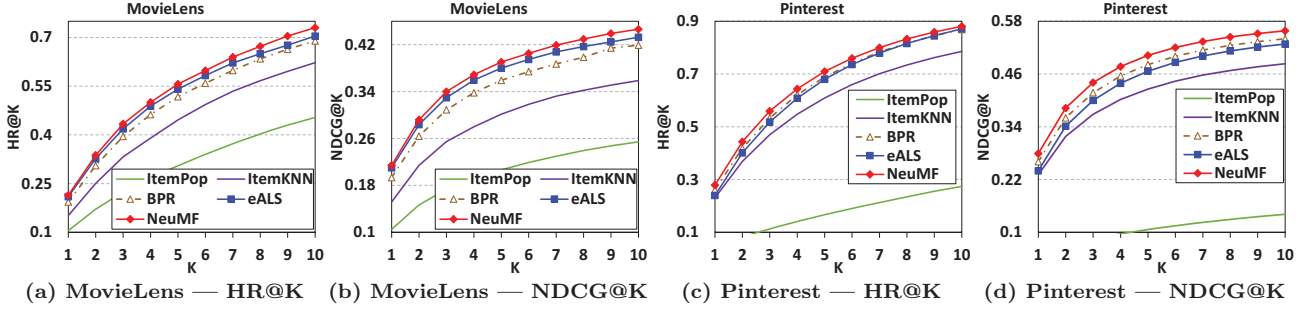 MovieLens
HR@K
0.7
0.55
0.4
0.25
0.1
ItemPop ItemKNN
BPR eALS
NeuMF
1 2 3 4 5 6 7 8 9 10
K
(a) MovieLens — HR@K
MovieLens
NDCG@K
0.42
0.34
0.26
0.18
0.1
ItemPop ItemKNN
BPR eALS
NeuMF
1 2 3 4 5 6 7 8 9 10
K
(b) MovieLens — NDCG@K
Pinterest
HR@K
0.9
0.7
0.5
0.3
0.1
ItemPop
ItemKNN
BPR
eALS
NeuMF
1 2 3 4 5 6 7 8 9 10
K
(c) Pinterest — HR@K
Pinterest
NDCG@K
0.58
0.46
0.34
0.22
0.1
ItemPop
ItemKNN
BPR
eALS
NeuMF
1 2 3 4 5 6 7 8 9 10
K
(d) Pinterest — NDCG@K